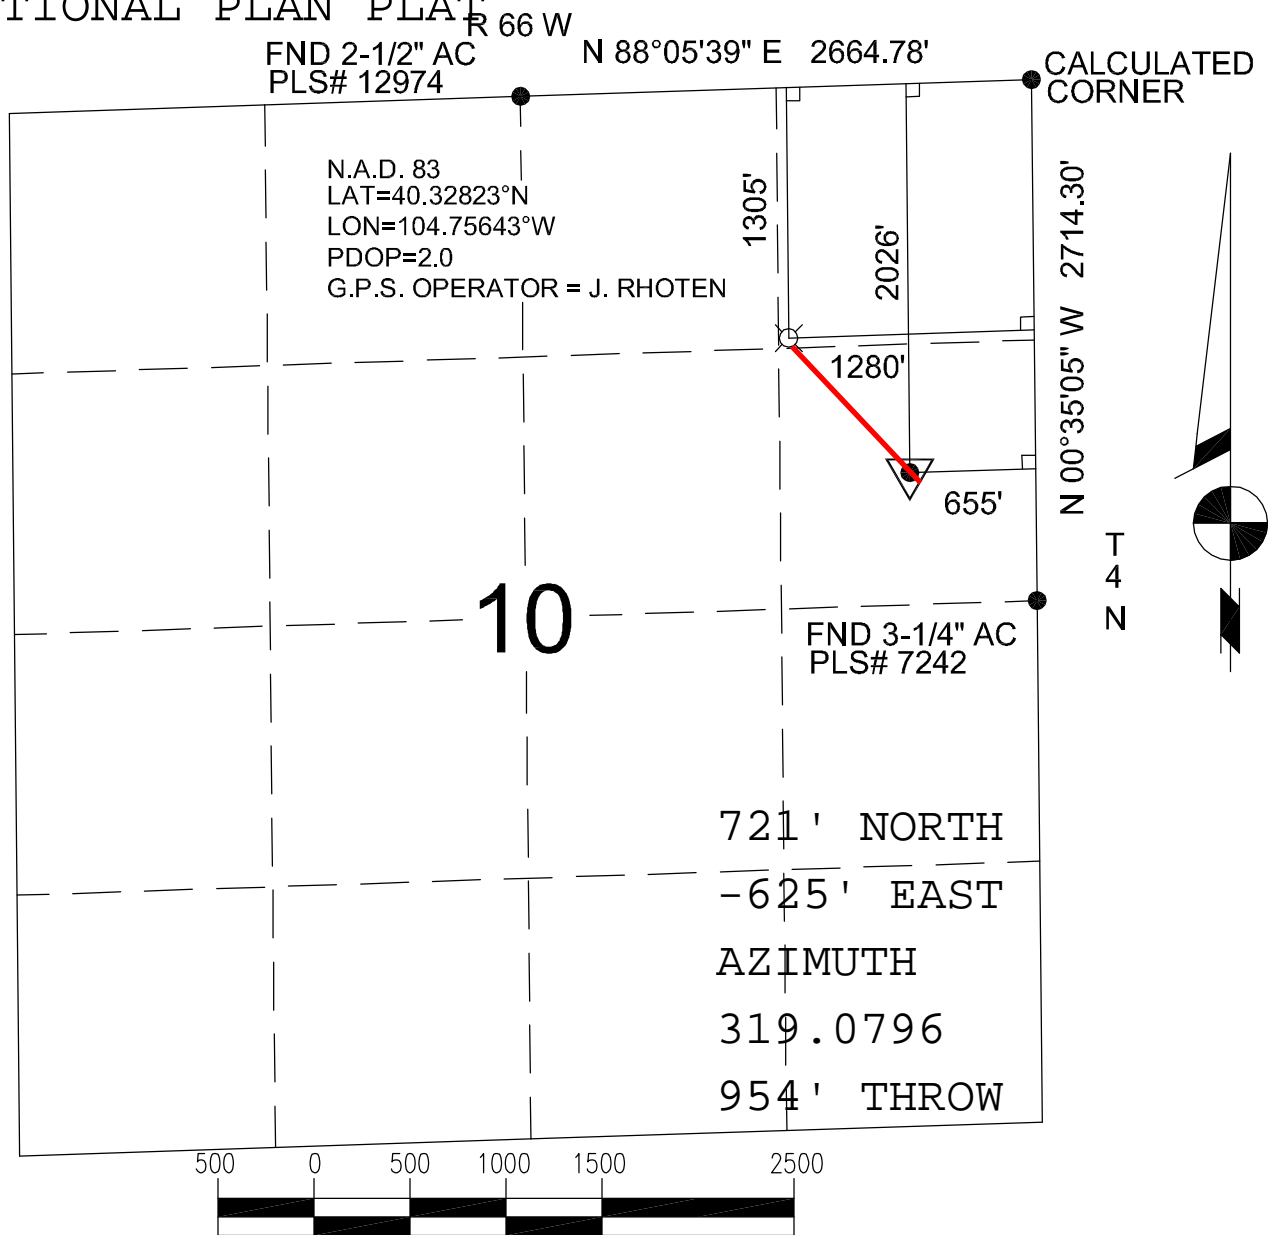 TIONAL PLAN PLAT
R 66 W
FND 2-1/2" AC
PLS# 12974
N 88°05'39" E 2664.78'
CALCULATED
CORNER
N.A.D. 83
LAT=40.32823°N
LON=104.75643°W
PDOP=2.0
G.P.S. OPERATOR = J. RHOTEN
1305'
2026'
N 00°35'05" W 2714.30'
1280'
655'
T
4
N
10
FND 3-1/4" AC
PLS# 7242
721' NORTH
-625' EAST
AZIMUTH
319.0796
954' THROW
500 0 500 1000 1500 2500